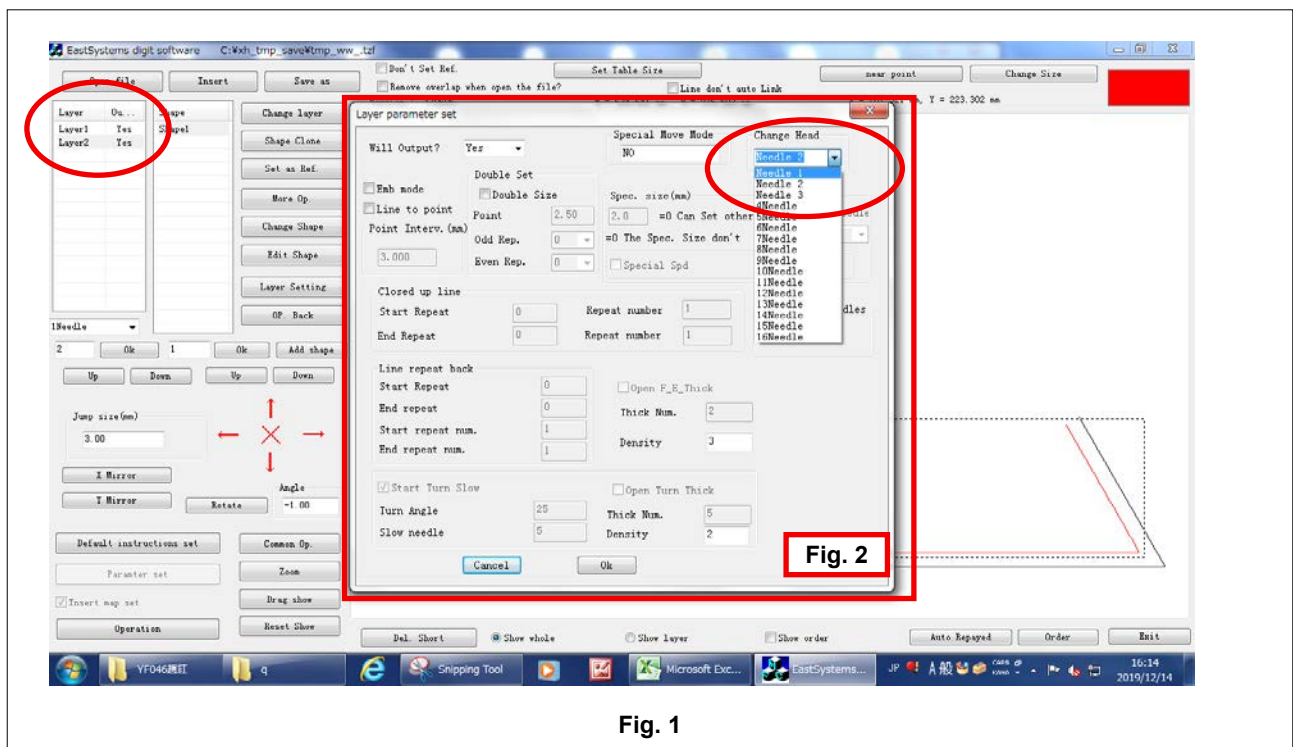 EastSystems digit software C:¥xh_tmp_save¥tmp_ww_.tzf
Insert Save as
Don't Set Ref. Set Table Size near point Change Size
Remove overlap when open the file? Line don't auto Link
Y = 223.302 mm
Layer Ou... Shape
Layer1 Yes Shape1
Layer2 Yes
Change layer
Shape Clone
Set as Ref.
More Op.
Change Shape
Edit Shape
Layer Setting
OP. Back
1Needle
2 Ok 1 Ok Add shape
Up Down Up Down
Jump size(mm)
3.00
X Mirror
Y Mirror Rotate
Angle
-1.00
Default instructions set Common Op.
Paramter set Zoom
Insert map set Drag show
Operation Reset Show
Layer parameter set
Will Output? Yes
Special Move Mode
NO
Change Head
Needle 2
Needle 1
Needle 2
Needle 3
4Needle
5Needle
6Needle
7Needle
8Needle
9Needle
10Needle
11Needle
12Needle
13Needle
14Needle
15Needle
16Needle
Emb mode
Line to point
Point Interv. (mm)
3.000
Double Set
Double Size
Point 2.50
Odd Rep. 0
Even Rep. 0
Spec. size(mm)
2.0 =0 Can Set other
=0 The Spec. Size don't
Special Spd
Closed up line
Start Repeat 0 Repeat number 1
End Repeat 0 Repeat number 1
Line repeat back
Start Repeat 0
End repeat 0
Start repeat num. 1
End repeat num. 1
Open F_E_Thick
Thick Num. 2
Density 3
Start Turn Slow
Turn Angle 25
Slow needle 5
Open Turn Thick
Thick Num. 5
Density 2
Cancel Ok
Fig. 2
Del. Short Show whole Show layer Show order Auto Repayed Order Exit
q Snipping Tool Microsoft Exc... EastSystems... JP A 般
16:14
2019/12/14
Fig. 1